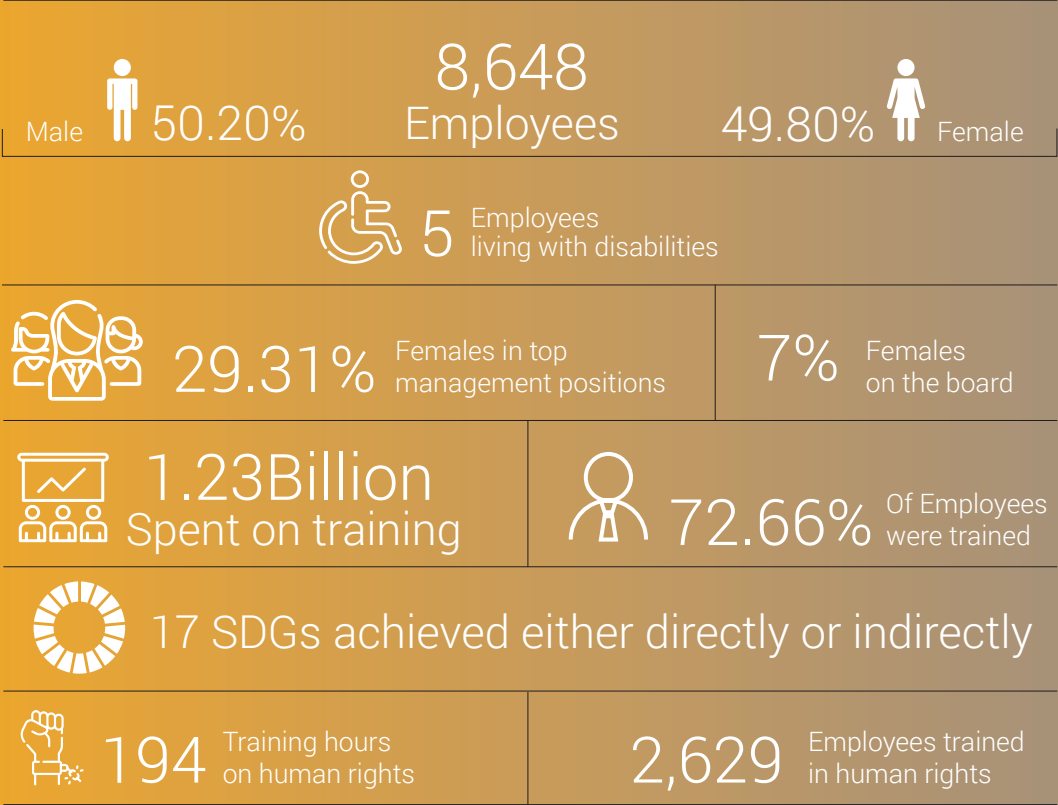 8,648
Employees
Male 50.20%
49.80% Female
5 Employees
living with disabilities
29.31% Females in top
management positions
7% Females
on the board
1.23Billion
Spent on training
72.66% Of Employees
were trained
17 SDGs achieved either directly or indirectly
194 Training hours
on human rights
2,629 Employees trained
in human rights